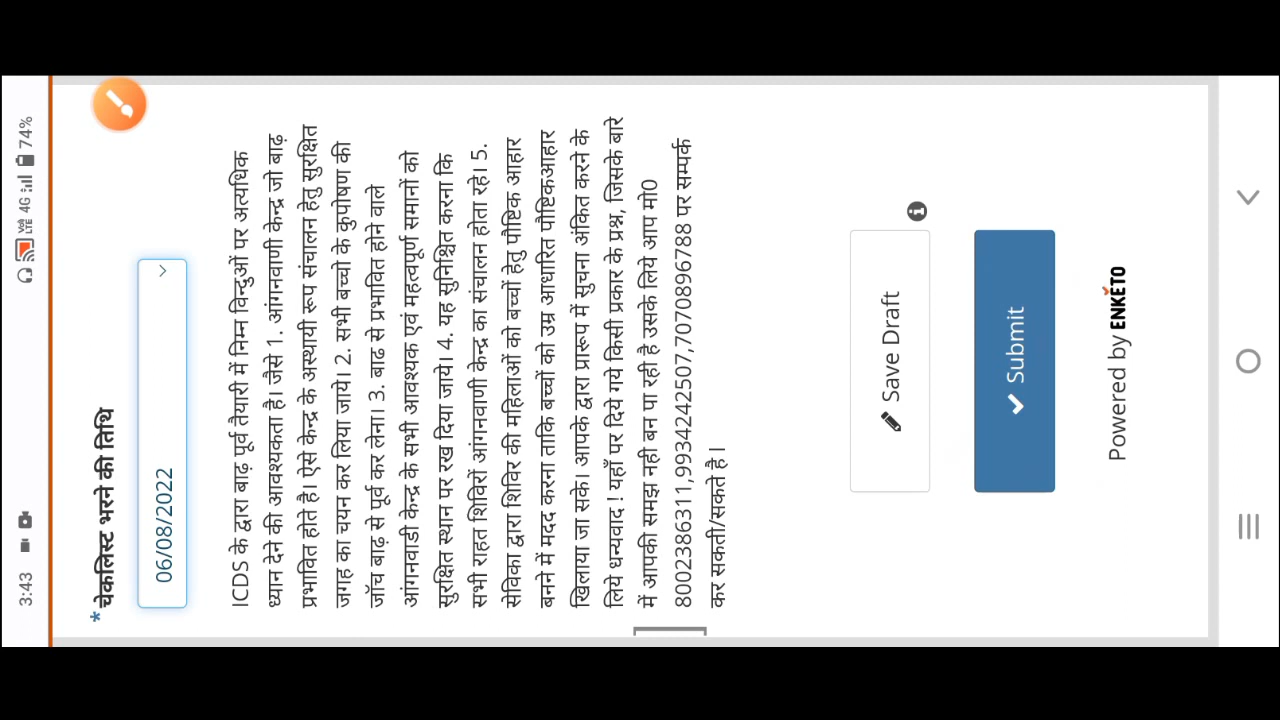 3:43 4G VoD LTE 74%
*चेकलिस्ट भरने की तिथि
06/08/2022
ICDS के द्वारा बाढ़ पूर्व तैयारी में निम्न विन्दुओं पर अत्यधिक
ध्यान देने की आवश्यकता है। जैसे 1. आंगनवाणी केन्द्र जो बाढ़
प्रभावित होते है। ऐसे केन्द्र के अस्थायी रूप संचालन हेतु सुरक्षित
जगह का चयन कर लिया जाये। 2. सभी बच्चो के कुपोषण की
जॉच बाढ़ से पूर्व कर लेना। 3. बाढ से प्रभावित होने वाले
आंगनवाडी केन्द्र के सभी आवश्यक एवं महत्वपूर्ण समानों को
सुरक्षित स्थान पर रख दिया जाये। 4. यह सुनिश्चित करना कि
सभी राहत शिविरों आंगनवाणी केन्द्र का संचालन होता रहे। 5.
सेविका द्वारा शिविर की महिलाओं को बच्चों हेतु पौष्टिक आहार
बनने में मदद करना ताकि बच्चों को उम्र आधारित पौष्टिकआहार
खिलाया जा सके। आपके द्वारा प्रारूप में सुचना अंकित करने के
लिये धन्यवाद ! यहाँ पर दिये गये किसी प्रकार के प्रश्न, जिसके बारे
में आपकी समझ नही बन पा रही है उसके लिये आप मो0
8002386311,9934242507,7070896788 पर सम्पर्क
कर सकती/सकते है ।
Save Draft
Submit
Powered by ENKETO